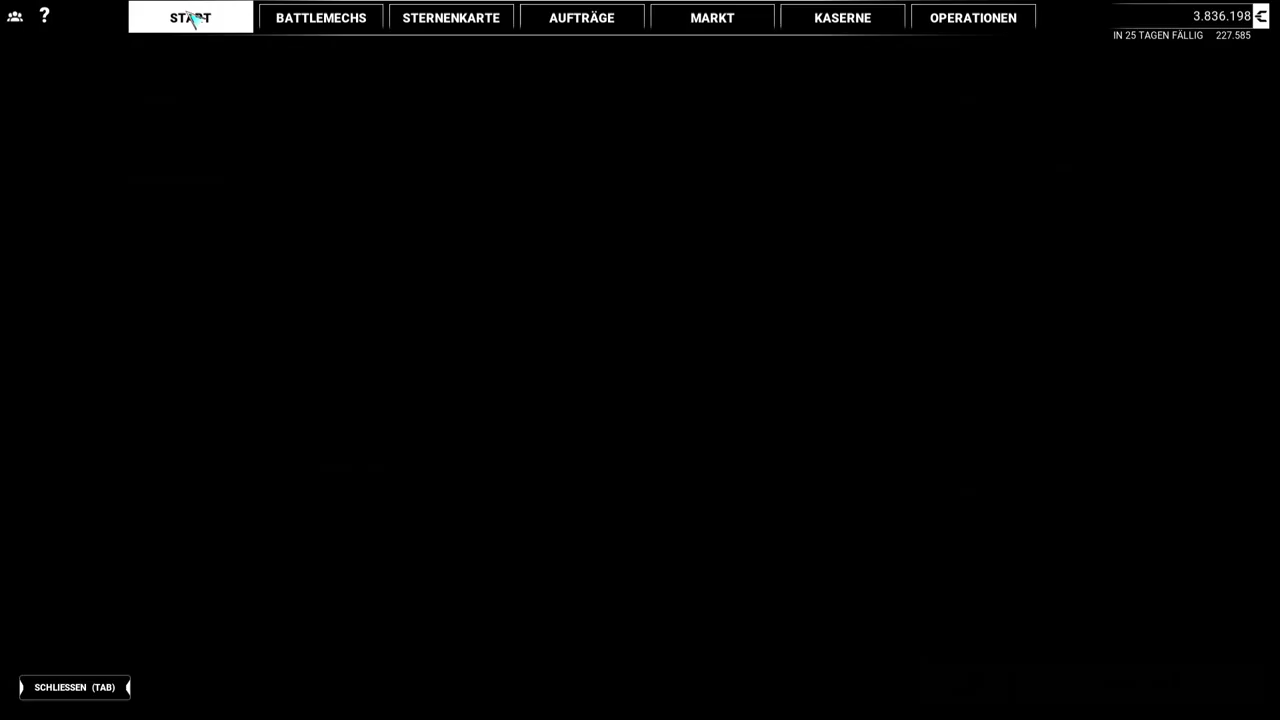 ?
START
BATTLEMECHS
STERNENKARTE
AUFTRÄGE
MARKT
KASERNE
OPERATIONEN
3.836.198
IN 25 TAGEN FÄLLIG 227.585
SCHLIESSEN (TAB)